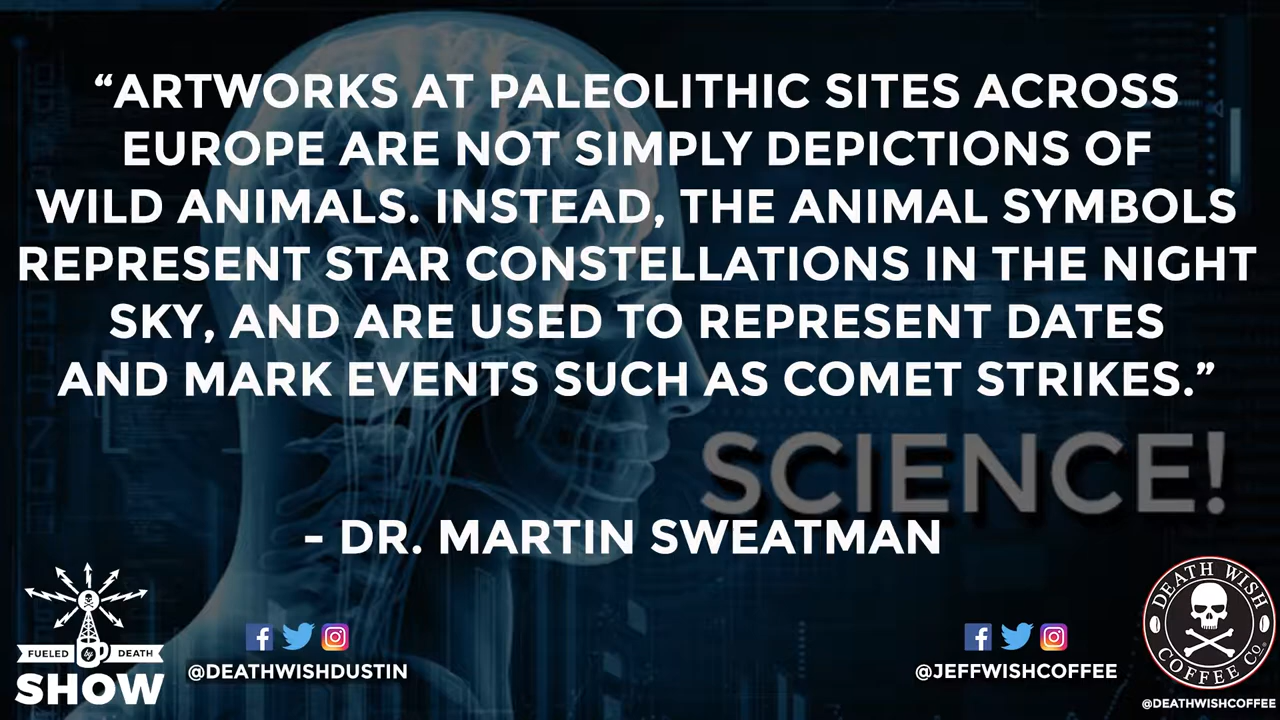 “ARTWORKS AT PALEOLITHIC SITES ACROSS
EUROPE ARE NOT SIMPLY DEPICTIONS OF
WILD ANIMALS. INSTEAD, THE ANIMAL SYMBOLS
REPRESENT STAR CONSTELLATIONS IN THE NIGHT
SKY, AND ARE USED TO REPRESENT DATES
AND MARK EVENTS SUCH AS COMET STRIKES.”
SCIENCE!
- DR. MARTIN SWEATMAN
FUELED by DEATH
SHOW
@DEATHWISHDUSTIN
@JEFFWISHCOFFEE
DEATH WISH
COFFEE CO.
@DEATHWISHCOFFEE